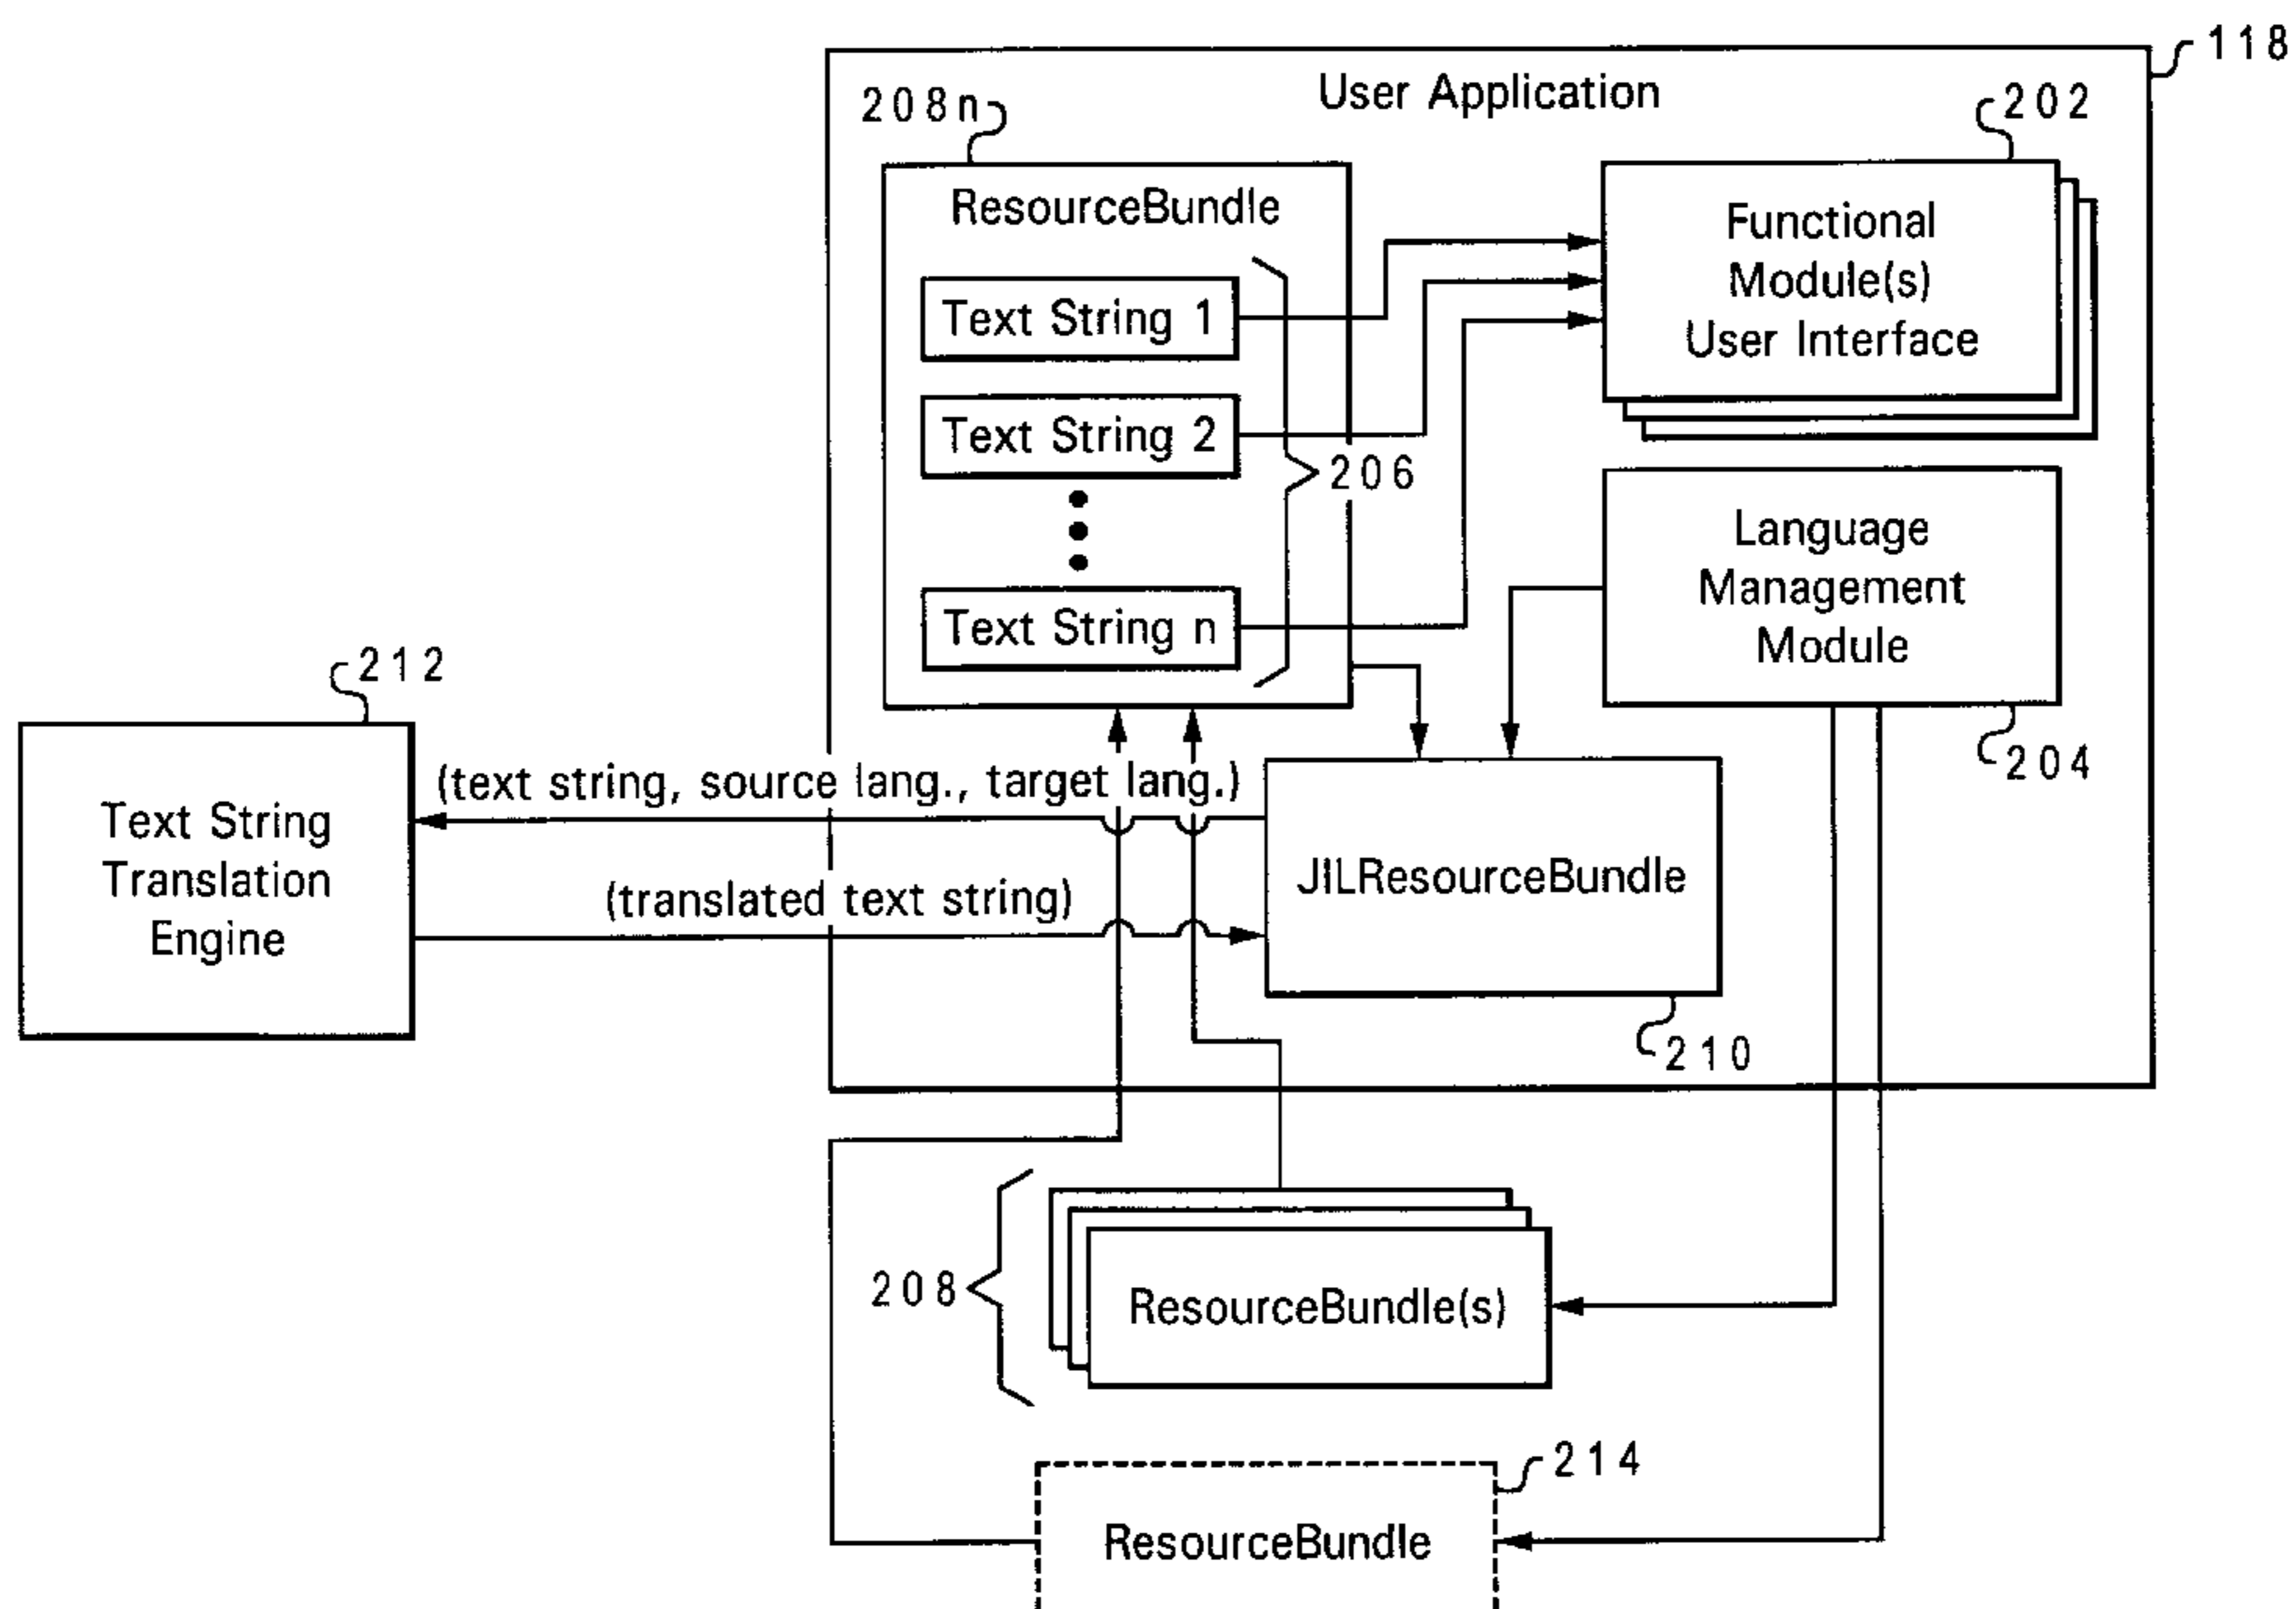 118
User Application
208n
202
ResourceBundle
Functional
Module(s)
User Interface
Text String 1
Text String 2
206
Text String n
Language
Management
Module
204
212
Text String
Translation
Engine
(text string, source lang., target lang.)
(translated text string)
JILResourceBundle
210
208
ResourceBundle(s)
214
ResourceBundle